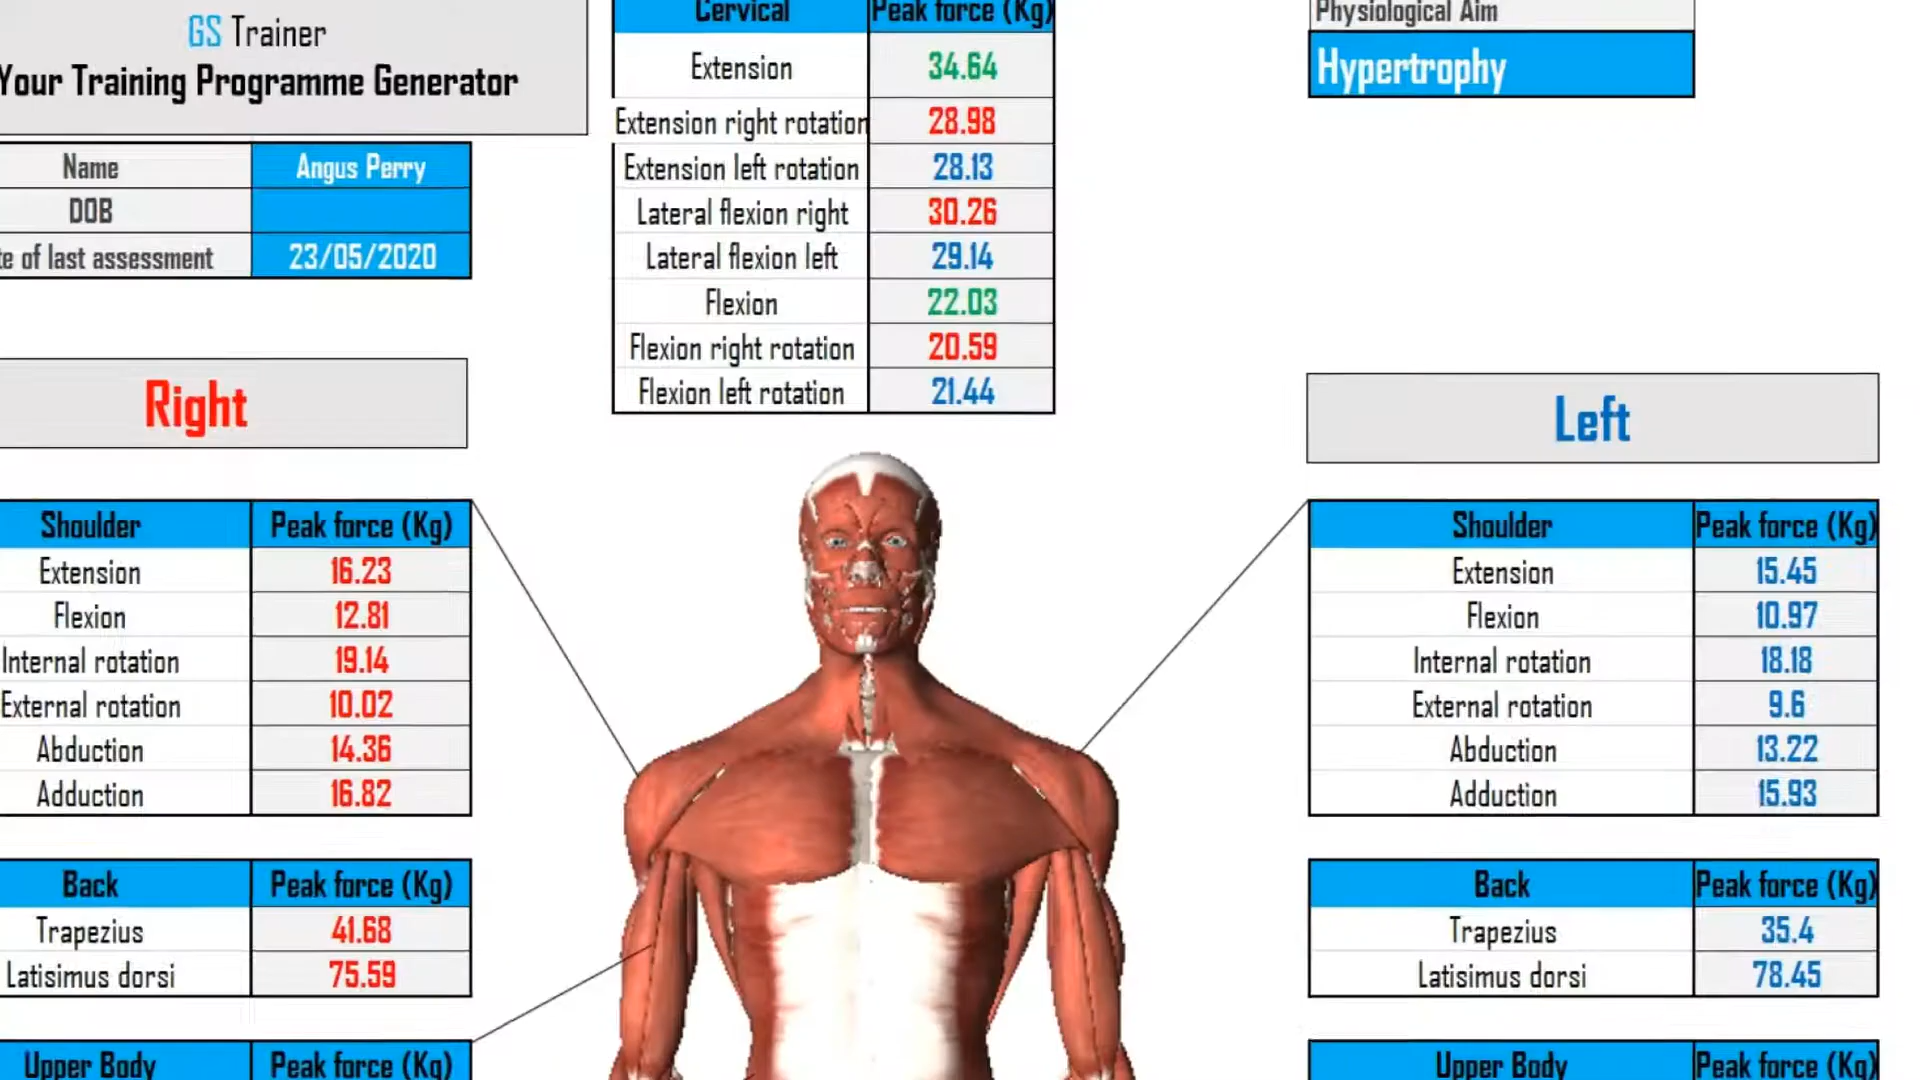 GS Trainer
Your Training Programme Generator
Name Angus Perry
DOB
te of last assessment 23/05/2020
Cervical Peak force (Kg)
Extension 34.64
Extension right rotation 28.98
Extension left rotation 28.13
Lateral flexion right 30.26
Lateral flexion left 29.14
Flexion 22.03
Flexion right rotation 20.59
Flexion left rotation 21.44
Physiological Aim
Hypertrophy
Right
Left
Shoulder Peak force (Kg)
Extension 16.23
Flexion 12.81
Internal rotation 19.14
External rotation 10.02
Abduction 14.36
Adduction 16.82
Shoulder Peak force (Kg)
Extension 15.45
Flexion 10.97
Internal rotation 18.18
External rotation 9.6
Abduction 13.22
Adduction 15.93
Back Peak force (Kg)
Trapezius 41.68
Latisimus dorsi 75.59
Back Peak force (Kg)
Trapezius 35.4
Latisimus dorsi 78.45
Upper Body Peak force (Kg)
Upper Body Peak force (Kg)